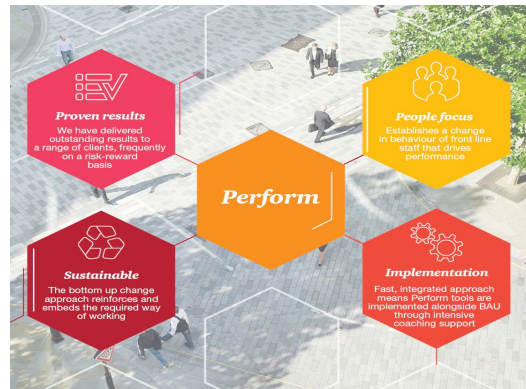 Proven results
We have delivered
outstanding results to
a range of clients, frequently
on a risk-reward
basis
People focus
Establishes a change
in behaviour of front line
staff that drives
performance
Perform
Sustainable
The bottom up change
approach reinforces and
embeds the required way
of working
Implementation
Fast, integrated approach
means Perform tools are
implemented alongside BAU
through intensive
coaching support